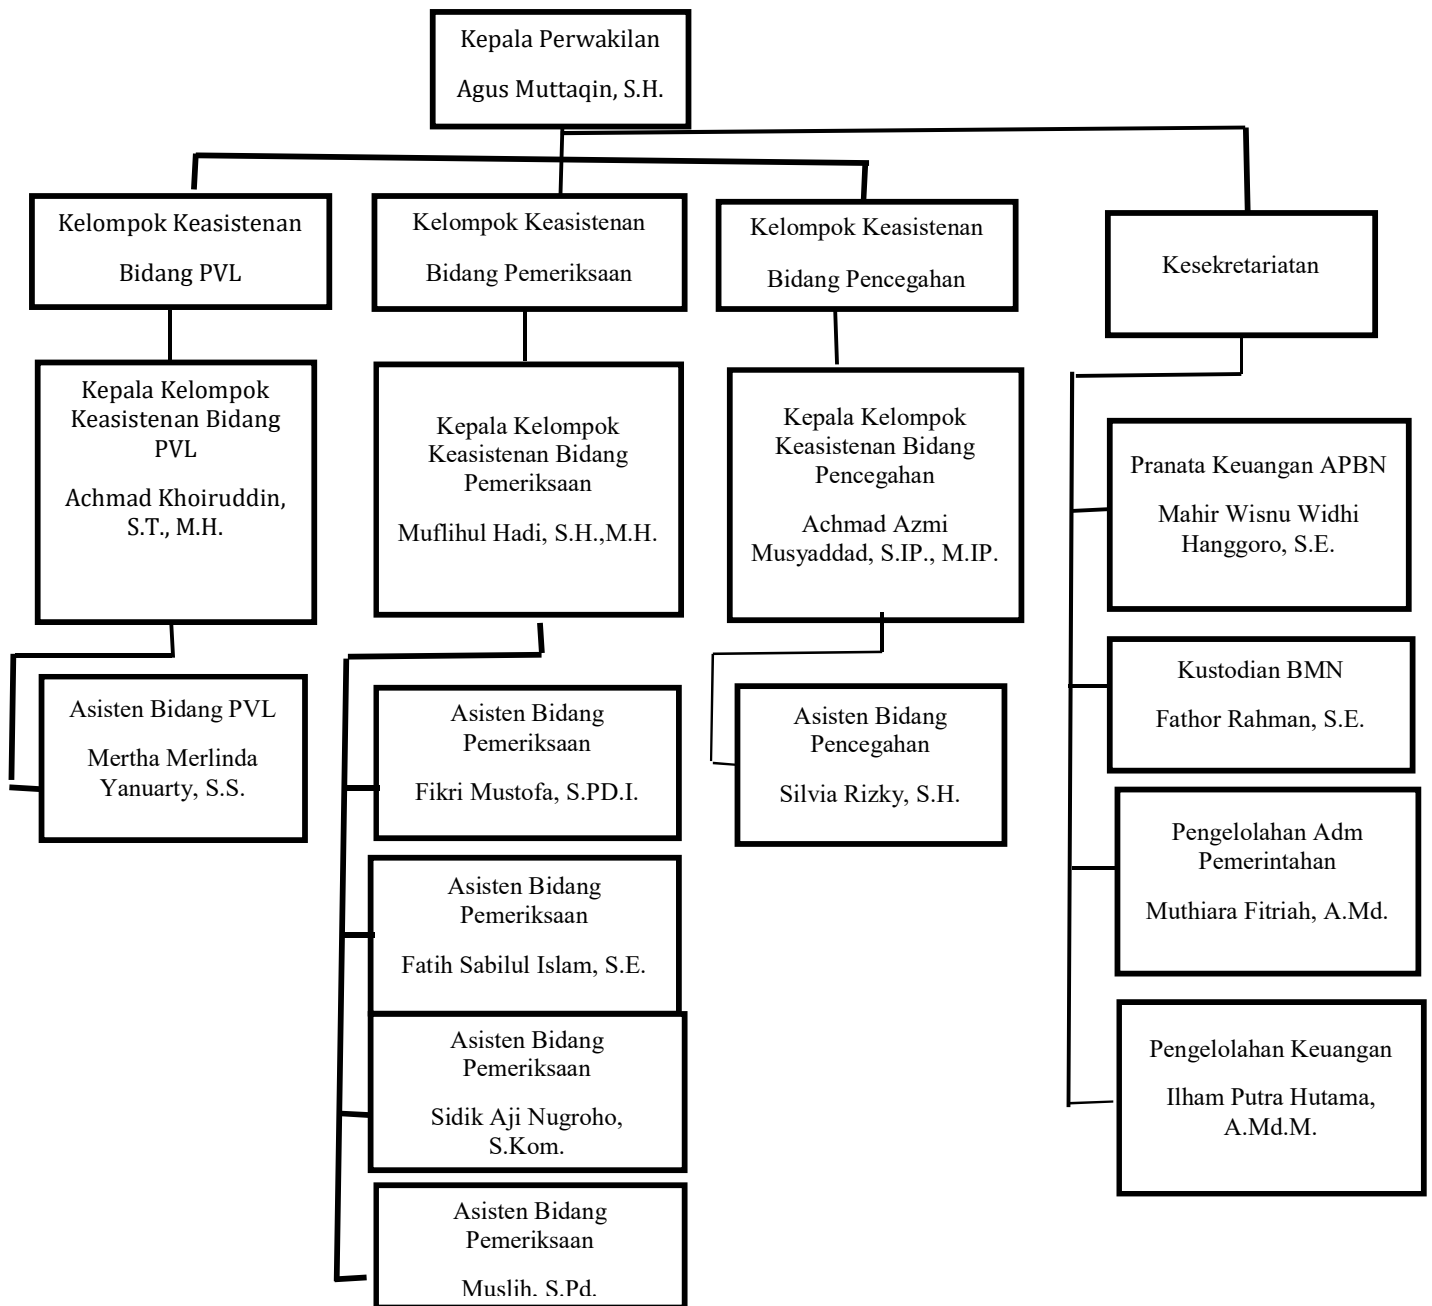 Kepala Perwakilan
Agus Muttaqin, S.H.
Kelompok Keasistenan
Bidang PVL
Kelompok Keasistenan
Bidang Pemeriksaan
Kelompok Keasistenan
Bidang Pencegahan
Kesekretariatan
Kepala Kelompok
Keasistenan Bidang
PVL
Achmad Khoiruddin,
S.T., M.H.
Kepala Kelompok
Keasistenan Bidang
Pemeriksaan
Muflihul Hadi, S.H.,M.H.
Kepala Kelompok
Keasistenan Bidang
Pencegahan
Achmad Azmi
Musyaddad, S.IP., M.IP.
Pranata Keuangan APBN
Mahir Wisnu Widhi
Hanggoro, S.E.
Asisten Bidang PVL
Mertha Merlinda
Yanuarty, S.S.
Asisten Bidang
Pemeriksaan
Fikri Mustofa, S.PD.I.
Asisten Bidang
Pencegahan
Silvia Rizky, S.H.
Kustodian BMN
Fathor Rahman, S.E.
Asisten Bidang
Pemeriksaan
Fatih Sabilul Islam, S.E.
Pengelolahan Adm
Pemerintahan
Muthiara Fitriah, A.Md.
Asisten Bidang
Pemeriksaan
Sidik Aji Nugroho,
S.Kom.
Pengelolahan Keuangan
Ilham Putra Hutama,
A.Md.M.
Asisten Bidang
Pemeriksaan
Muslih, S.Pd.